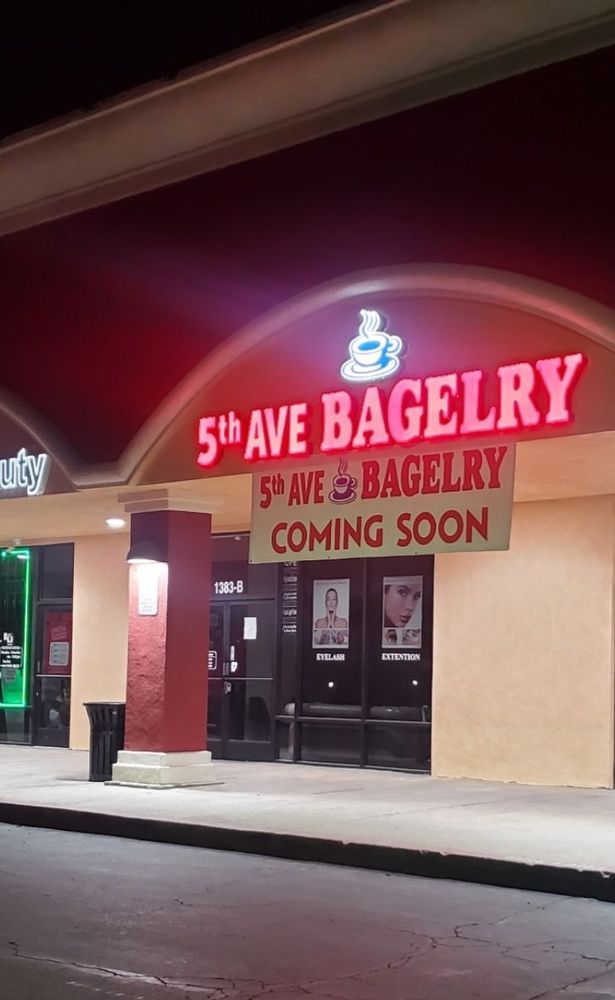 5th AVE BAGELRY
5th AVE BAGELRY
COMING SOON
uty
1383-B
EYELASH
EXTENTION